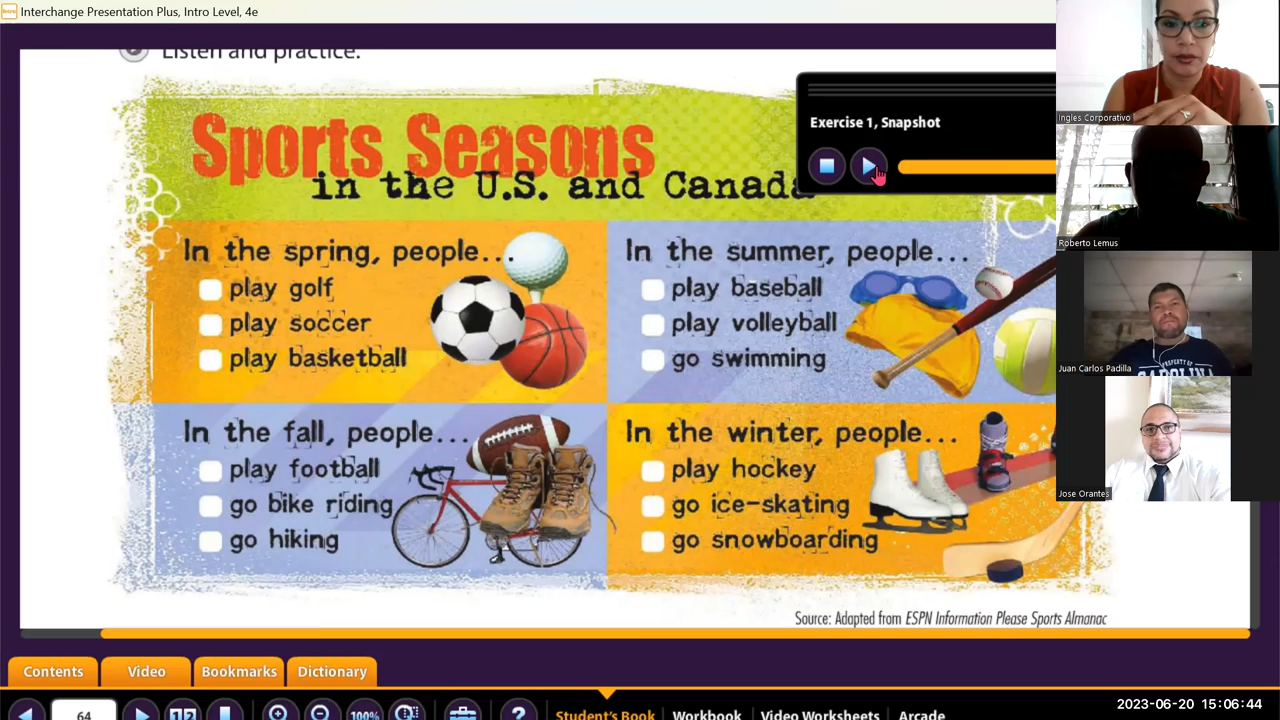 Interchange Presentation Plus, Intro Level, 4e
Listen and practice.
Sports Seasons
in the U.S. and Canada
Exercise 1, Snapshot
In the spring, people...
play golf
play soccer
play basketball
In the summer, people...
play baseball
play volleyball
go swimming
In the fall, people...
play football
go bike riding
go hiking
In the winter, people...
play hockey
go ice-skating
go snowboarding
Source: Adapted from ESPN Information Please Sports Almanac
Ingles Corporativo
Roberto Lemus
Juan Carlos Padilla
PROPERTY OF
CAROLINA
Jose Orantes
Contents
Video
Bookmarks
Dictionary
64
100%
Student's Book
Workbook
Video Worksheets
Arcade
2023-06-20 15:06:44